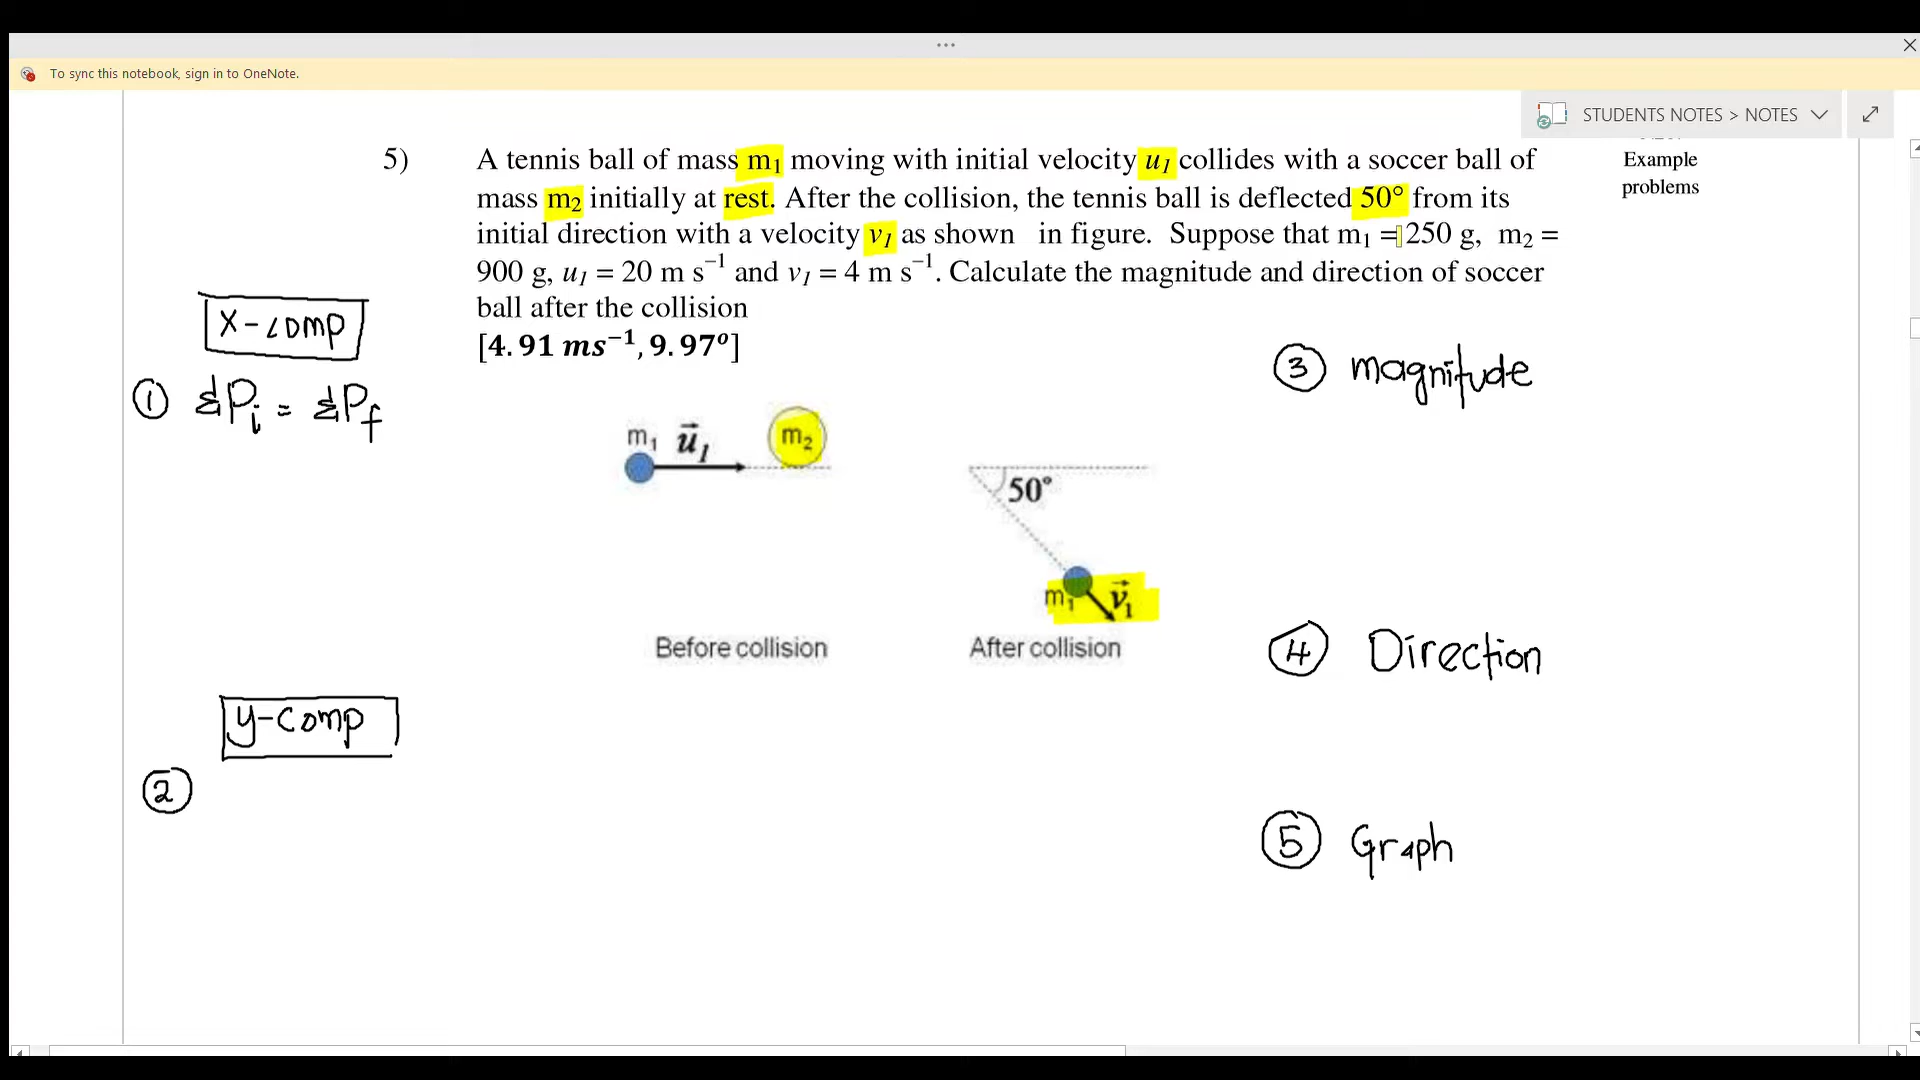 To sync this notebook, sign in to OneNote.
STUDENTS NOTES > NOTES
5) A tennis ball of mass m₁ moving with initial velocity u₁ collides with a soccer ball of
mass m₂ initially at rest. After the collision, the tennis ball is deflected 50° from its
initial direction with a velocity v₁ as shown in figure. Suppose that m₁ = 250 g, m₂ =
900 g, u₁ = 20 m s⁻¹ and v₁ = 4 m s⁻¹. Calculate the magnitude and direction of soccer
ball after the collision
[4.91 ms⁻¹, 9.97°]
Example
problems
x-comp
① ΣPi = ΣPf
m₁ u⃗₁ m₂
50°
m₁ v⃗₁
Before collision
After collision
y-comp
②
③ magnitude
④ Direction
⑤ Graph